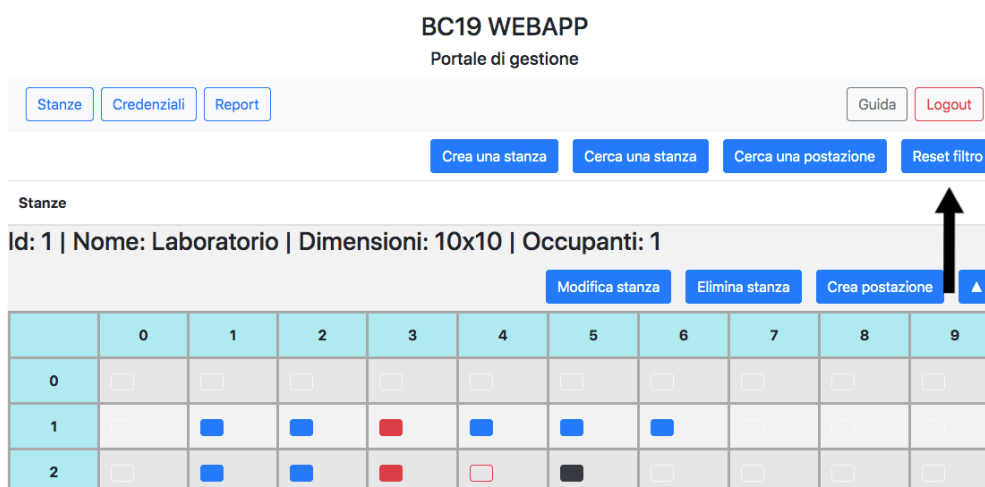 BC19 WEBAPP
Portale di gestione
Stanze Credenziali Report Guida Logout
Crea una stanza Cerca una stanza Cerca una postazione Reset filtro
Stanze
Id: 1 | Nome: Laboratorio | Dimensioni: 10x10 | Occupanti: 1
Modifica stanza Elimina stanza Crea postazione ▲
0 1 2 3 4 5 6 7 8 9
0
1
2